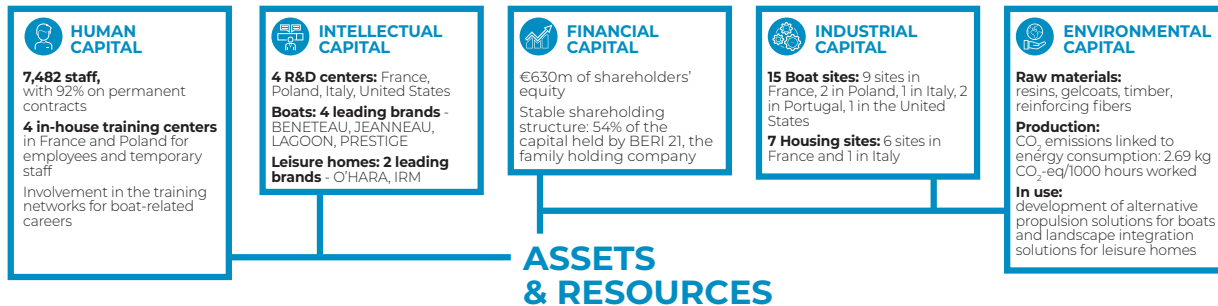 HUMAN
CAPITAL
7,482 staff,
with 92% on permanent
contracts
4 in-house training centers
in France and Poland for
employees and temporary
staff
Involvement in the training
networks for boat-related
careers
INTELLECTUAL
CAPITAL
4 R&D centers: France,
Poland, Italy, United States
Boats: 4 leading brands -
BENETEAU, JEANNEAU,
LAGOON, PRESTIGE
Leisure homes: 2 leading
brands - O'HARA, IRM
FINANCIAL
CAPITAL
€630m of shareholders'
equity
Stable shareholding
structure: 54% of the
capital held by BERI 21, the
family holding company
INDUSTRIAL
CAPITAL
15 Boat sites: 9 sites in
France, 2 in Poland, 1 in Italy, 2
in Portugal, 1 in the United
States
7 Housing sites: 6 sites in
France and 1 in Italy
ENVIRONMENTAL
CAPITAL
Raw materials:
resins, gelcoats, timber,
reinforcing fibers
Production:
CO₂ emissions linked to
energy consumption: 2.69 kg
CO₂-eq/1000 hours worked
In use:
development of alternative
propulsion solutions for boats
and landscape integration
solutions for leisure homes
ASSETS
& RESOURCES